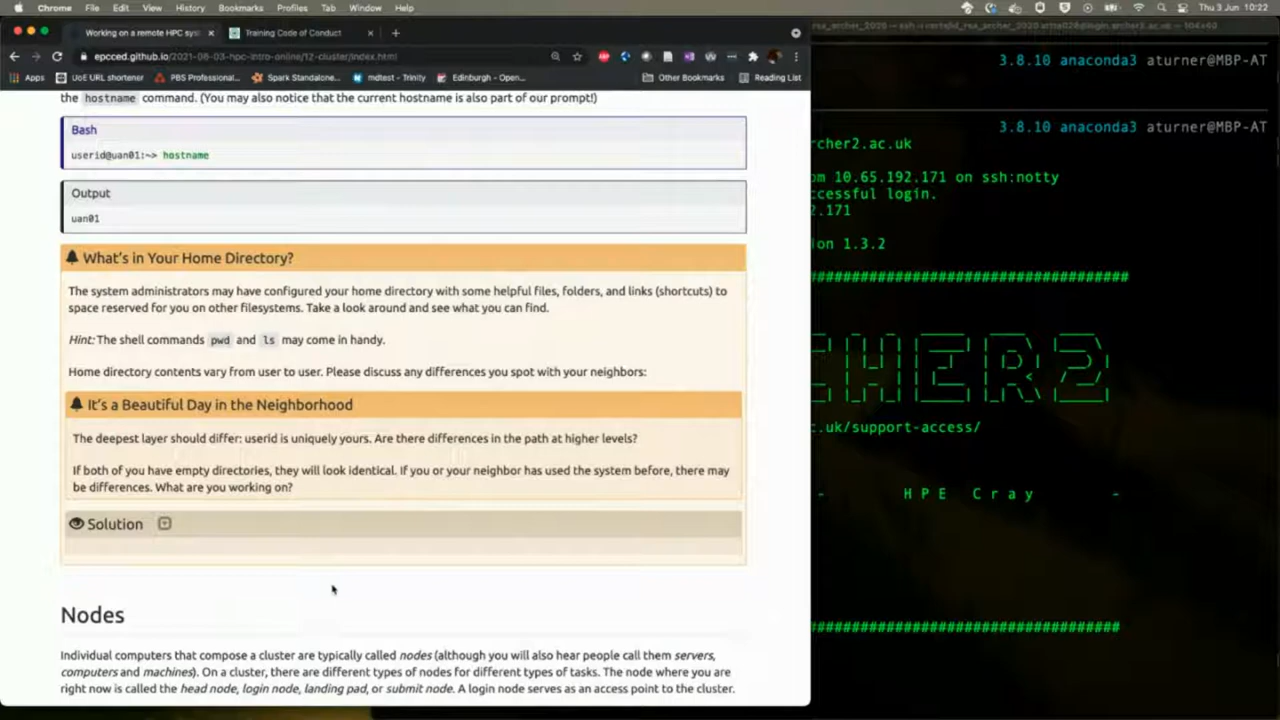 Chrome File Edit View History Bookmarks Profiles Tab Window Help Thu 3 Jun 10:22
Working on a remote HPC sys Training Code of Conduct
epcced.github.io/2021-06-03-hpc-intro-online/12-cluster/index.html
Apps UoE URL shortener PBS Professional... Spark Standalone... mdtest - Trinity Edinburgh - Open... Other Bookmarks Reading List
the hostname command. (You may also notice that the current hostname is also part of our prompt!)
Bash
userid@uan01:~> hostname
Output
uan01
What's in Your Home Directory?
The system administrators may have configured your home directory with some helpful files, folders, and links (shortcuts) to
space reserved for you on other filesystems. Take a look around and see what you can find.
Hint: The shell commands pwd and ls may come in handy.
Home directory contents vary from user to user. Please discuss any differences you spot with your neighbors:
It's a Beautiful Day in the Neighborhood
The deepest layer should differ: userid is uniquely yours. Are there differences in the path at higher levels?
If both of you have empty directories, they will look identical. If you or your neighbor has used the system before, there may
be differences. What are you working on?
Solution
Nodes
Individual computers that compose a cluster are typically called nodes (although you will also hear people call them servers,
computers and machines). On a cluster, there are different types of nodes for different types of tasks. The node where you are
right now is called the head node, login node, landing pad, or submit node. A login node serves as an access point to the cluster.
3.8.10 anaconda3 aturner@MBP-AT
3.8.10 anaconda3 aturner@MBP-AT
rcher2.ac.uk
om 10.65.192.171 on ssh:notty
ccessful login.
2.171
on 1.3.2
####################################
CHER2
c.uk/support-access/
- HPE Cray -
####################################